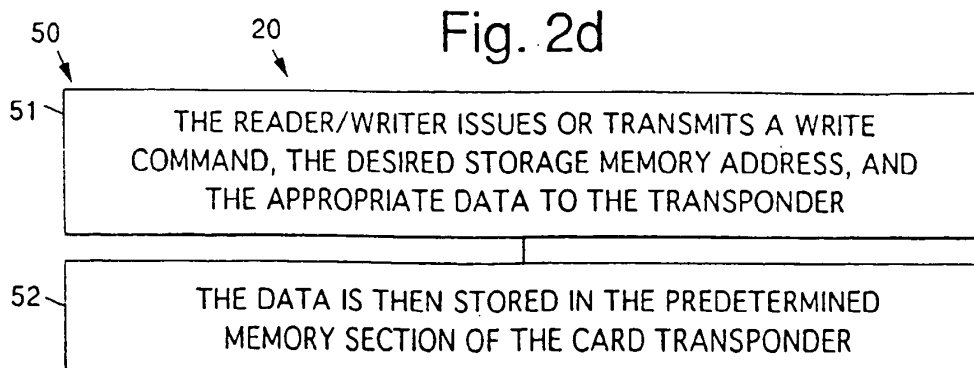 Fig. 2d
50
20
51
THE READER/WRITER ISSUES OR TRANSMITS A WRITE
COMMAND, THE DESIRED STORAGE MEMORY ADDRESS, AND
THE APPROPRIATE DATA TO THE TRANSPONDER
52
THE DATA IS THEN STORED IN THE PREDETERMINED
MEMORY SECTION OF THE CARD TRANSPONDER